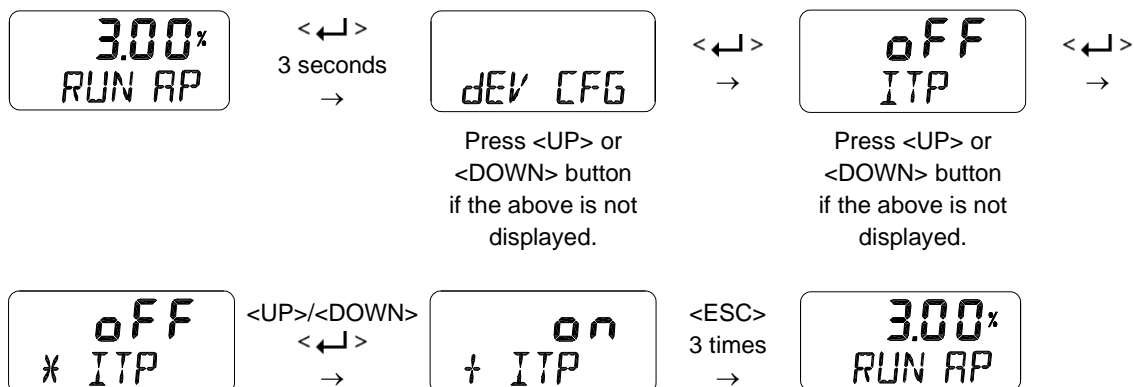 3.00%
RUN AP
<↵>
3 seconds
→
dEV CFG
Press <UP> or
<DOWN> button
if the above is not
displayed.
<↵>
→
oFF
ITP
Press <UP> or
<DOWN> button
if the above is not
displayed.
<↵>
→
oFF
* ITP
<UP>/<DOWN>
<↵>
→
on
+ ITP
<ESC>
3 times
→
3.00%
RUN AP